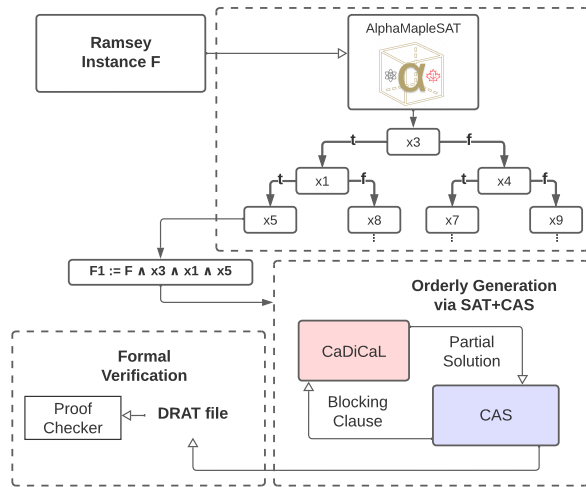 Ramsey
Instance F
AlphaMapleSAT
α
x3
t
f
x1
x4
t
f
t
f
x5
x8
x7
x9
F1 := F ∧ x3 ∧ x1 ∧ x5
Orderly Generation
via SAT+CAS
CaDiCaL
Partial
Solution
Blocking
Clause
CAS
Formal
Verification
Proof
Checker
DRAT file